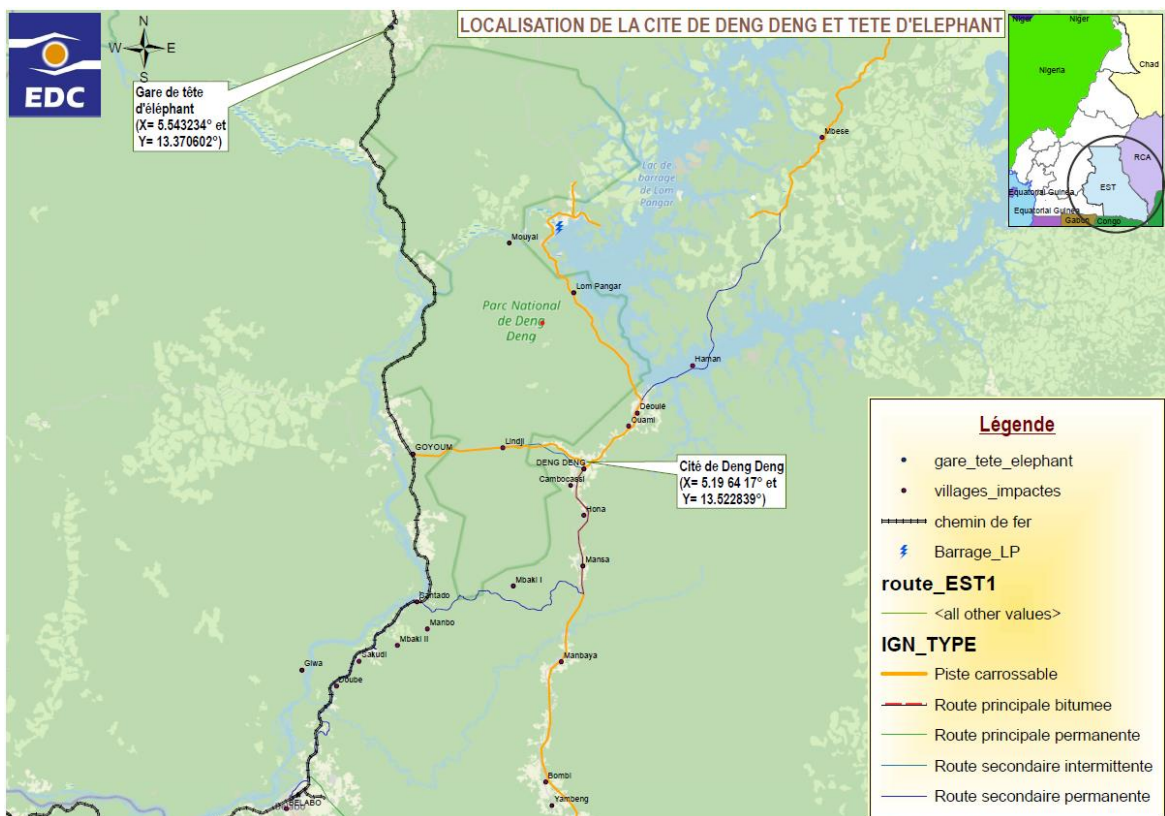 LOCALISATION DE LA CITE DE DENG DENG ET TETE D'ELEPHANT
N
W
E
S
EDC
Gare de tête
d'éléphant
(X= 5.543234° et
Y= 13.370602°)
Niger
Niger
Nigeria
Chad
RCA
EST
Equatorial Guinea
Equatorial Guinea
Gabon
Congo
Mbese
Lac de
barrage de Lom
Pangar
Mouyal
Lom Pangar
Parc National
de Deng
Deng
Haman
Deoule
Ouami
GOYOUM
Lindji
DENG DENG
Cambocassi
Cité de Deng Deng
(X= 5.19 64 17° et
Y= 13.522839°)
Hona
Mansa
Mbaki I
Manbo
Mbaki II
Giwa
Manbaya
Bombi
Yambeng
Légende
gare_tete_elephant
villages_impactes
chemin de fer
Barrage_LP
route_EST1
<all other values>
IGN_TYPE
Piste carrossable
Route principale bitumee
Route principale permanente
Route secondaire intermittente
Route secondaire permanente